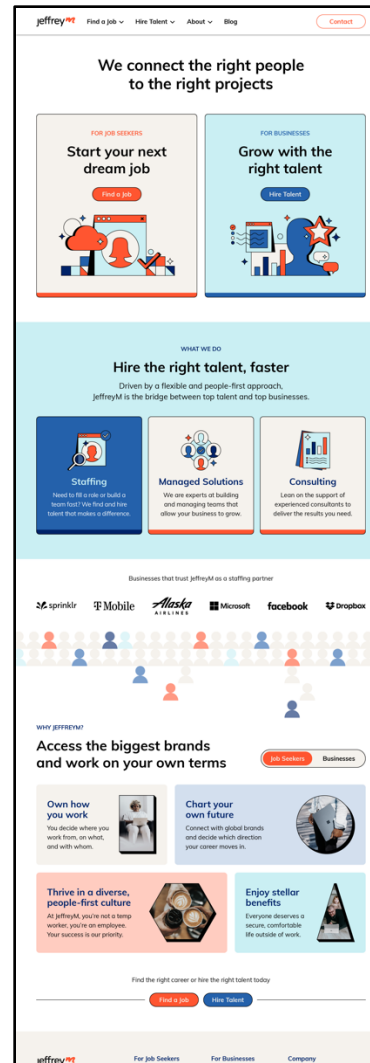 jeffreyM Find a Job Hire Talent About Blog Contact
We connect the right people
to the right projects
FOR JOB SEEKERS
Start your next
dream job
Find a Job
FOR BUSINESSES
Grow with the
right talent
Hire Talent
WHAT WE DO
Hire the right talent, faster
Driven by a flexible and people-first approach,
JeffreyM is the bridge between top talent and top businesses.
Staffing
Need to fill a role or build a
team fast? We find and hire
talent that makes a difference.
Managed Solutions
We are experts at building
and managing teams that
allow your business to grow.
Consulting
Lean on the support of
experienced consultants to
deliver the results you need.
Businesses that trust JeffreyM as a staffing partner
sprinklr T Mobile Alaska AIRLINES Microsoft facebook Dropbox
WHY JEFFREYM?
Access the biggest brands
and work on your own terms
Job Seekers Businesses
Own how
you work
You decide where you
work from, on what,
and with whom.
Chart your
own future
Connect with global brands
and decide which direction
your career moves in.
Thrive in a diverse,
people-first culture
At JeffreyM, you're not a temp
worker, you're an employee.
Your success is our priority.
Enjoy stellar
benefits
Everyone deserves a
secure, comfortable
life outside of work.
Find the right career or hire the right talent today
Find a Job Hire Talent
jeffreyM For Job Seekers For Businesses Company